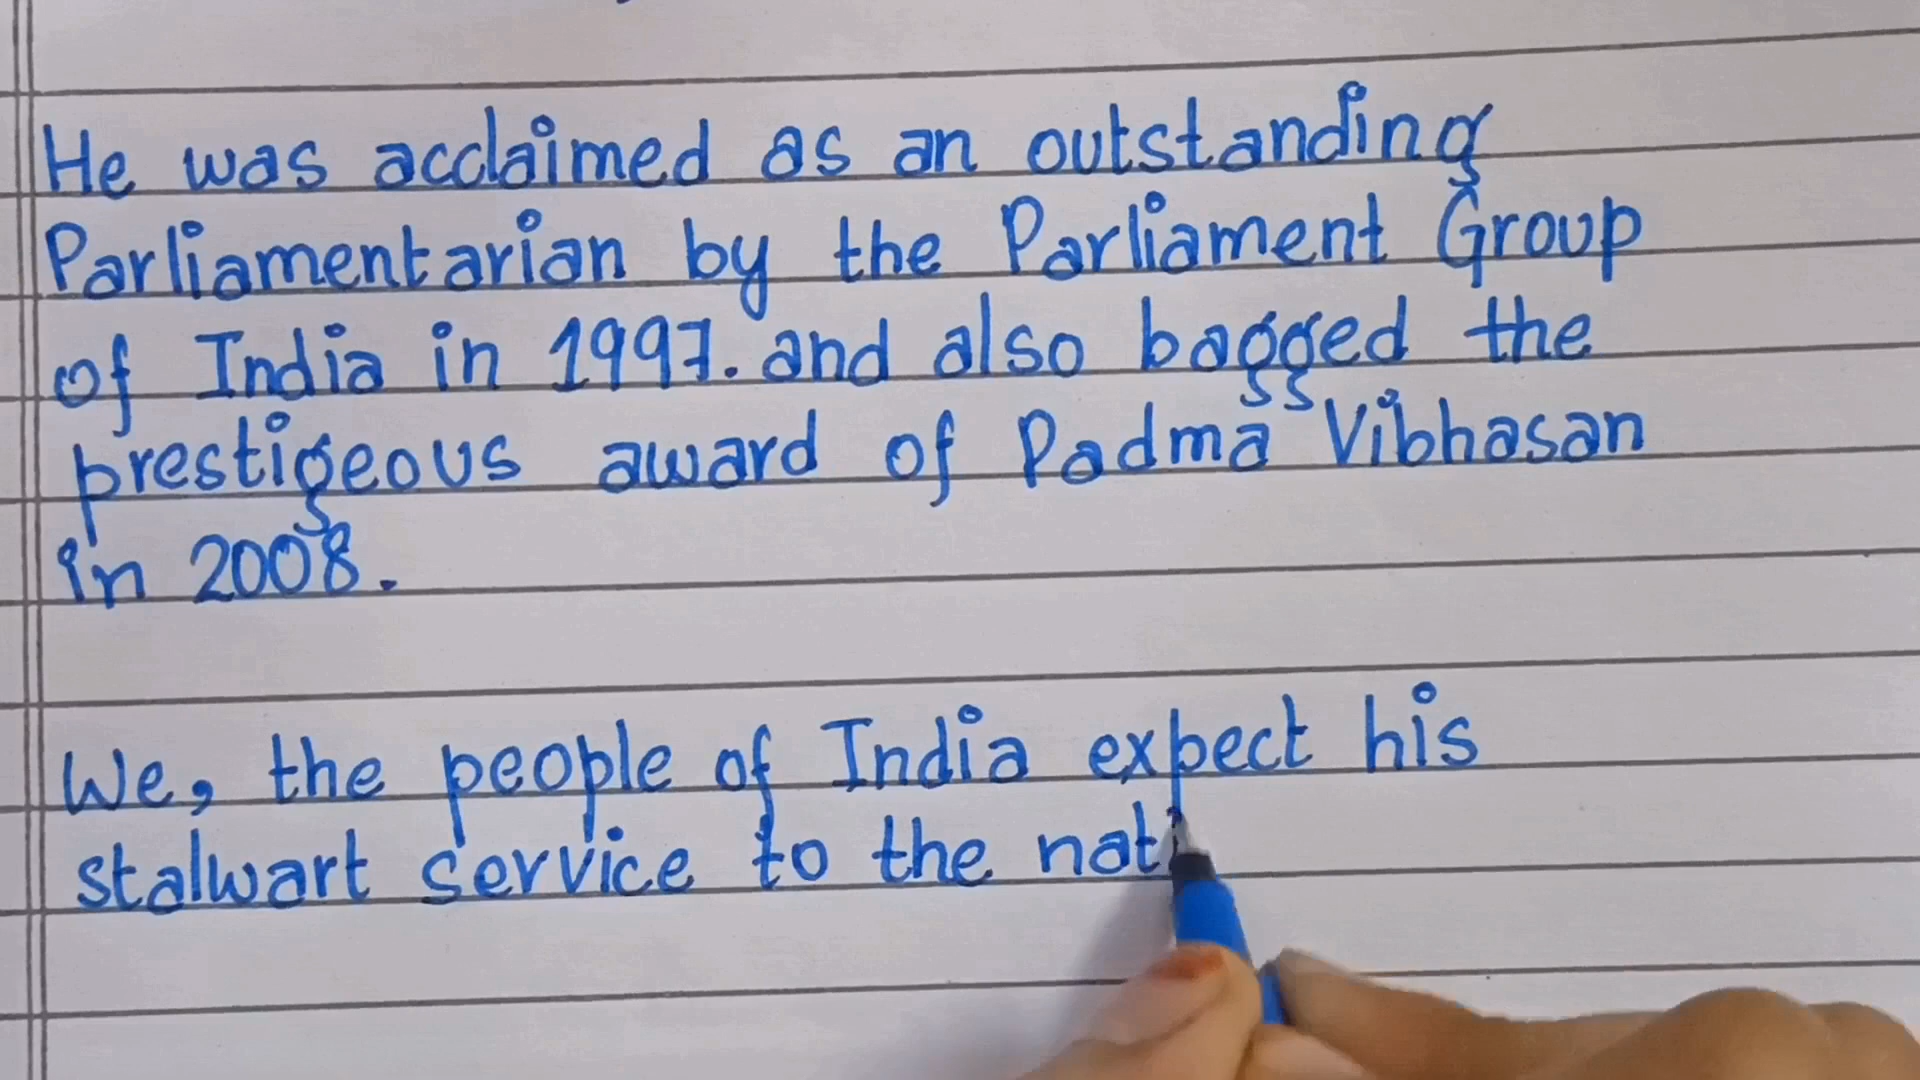 He was acclaimed as an outstanding
Parliamentarian by the Parliament Group
of India in 1997. and also bagged the
prestigeous award of Padma Vibhasan
in 2008.
We, the people of India expect his
stalwart service to the nati